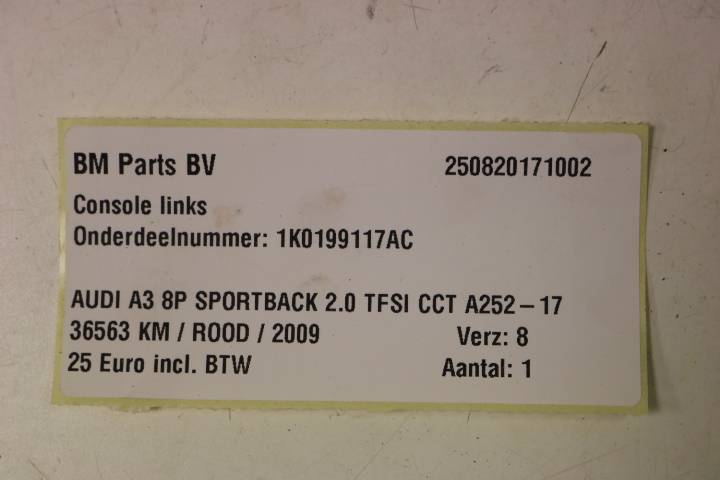 BM Parts BV 250820171002
Console links
Onderdeelnummer: 1K0199117AC
AUDI A3 8P SPORTBACK 2.0 TFSI CCT A252-17
36563 KM / ROOD / 2009 Verz: 8
25 Euro incl. BTW Aantal: 1